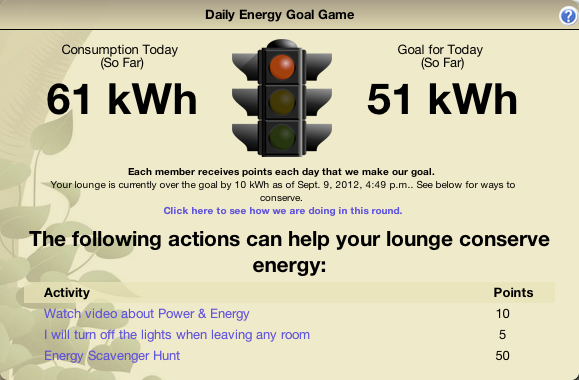 Daily Energy Goal Game
?
Consumption Today
(So Far)
61 kWh
Goal for Today
(So Far)
51 kWh
Each member receives points each day that we make our goal.
Your lounge is currently over the goal by 10 kWh as of Sept. 9, 2012, 4:49 p.m.. See below for ways to
conserve.
Click here to see how we are doing in this round.
The following actions can help your lounge conserve
energy:
Activity Points
Watch video about Power & Energy 10
I will turn off the lights when leaving any room 5
Energy Scavenger Hunt 50